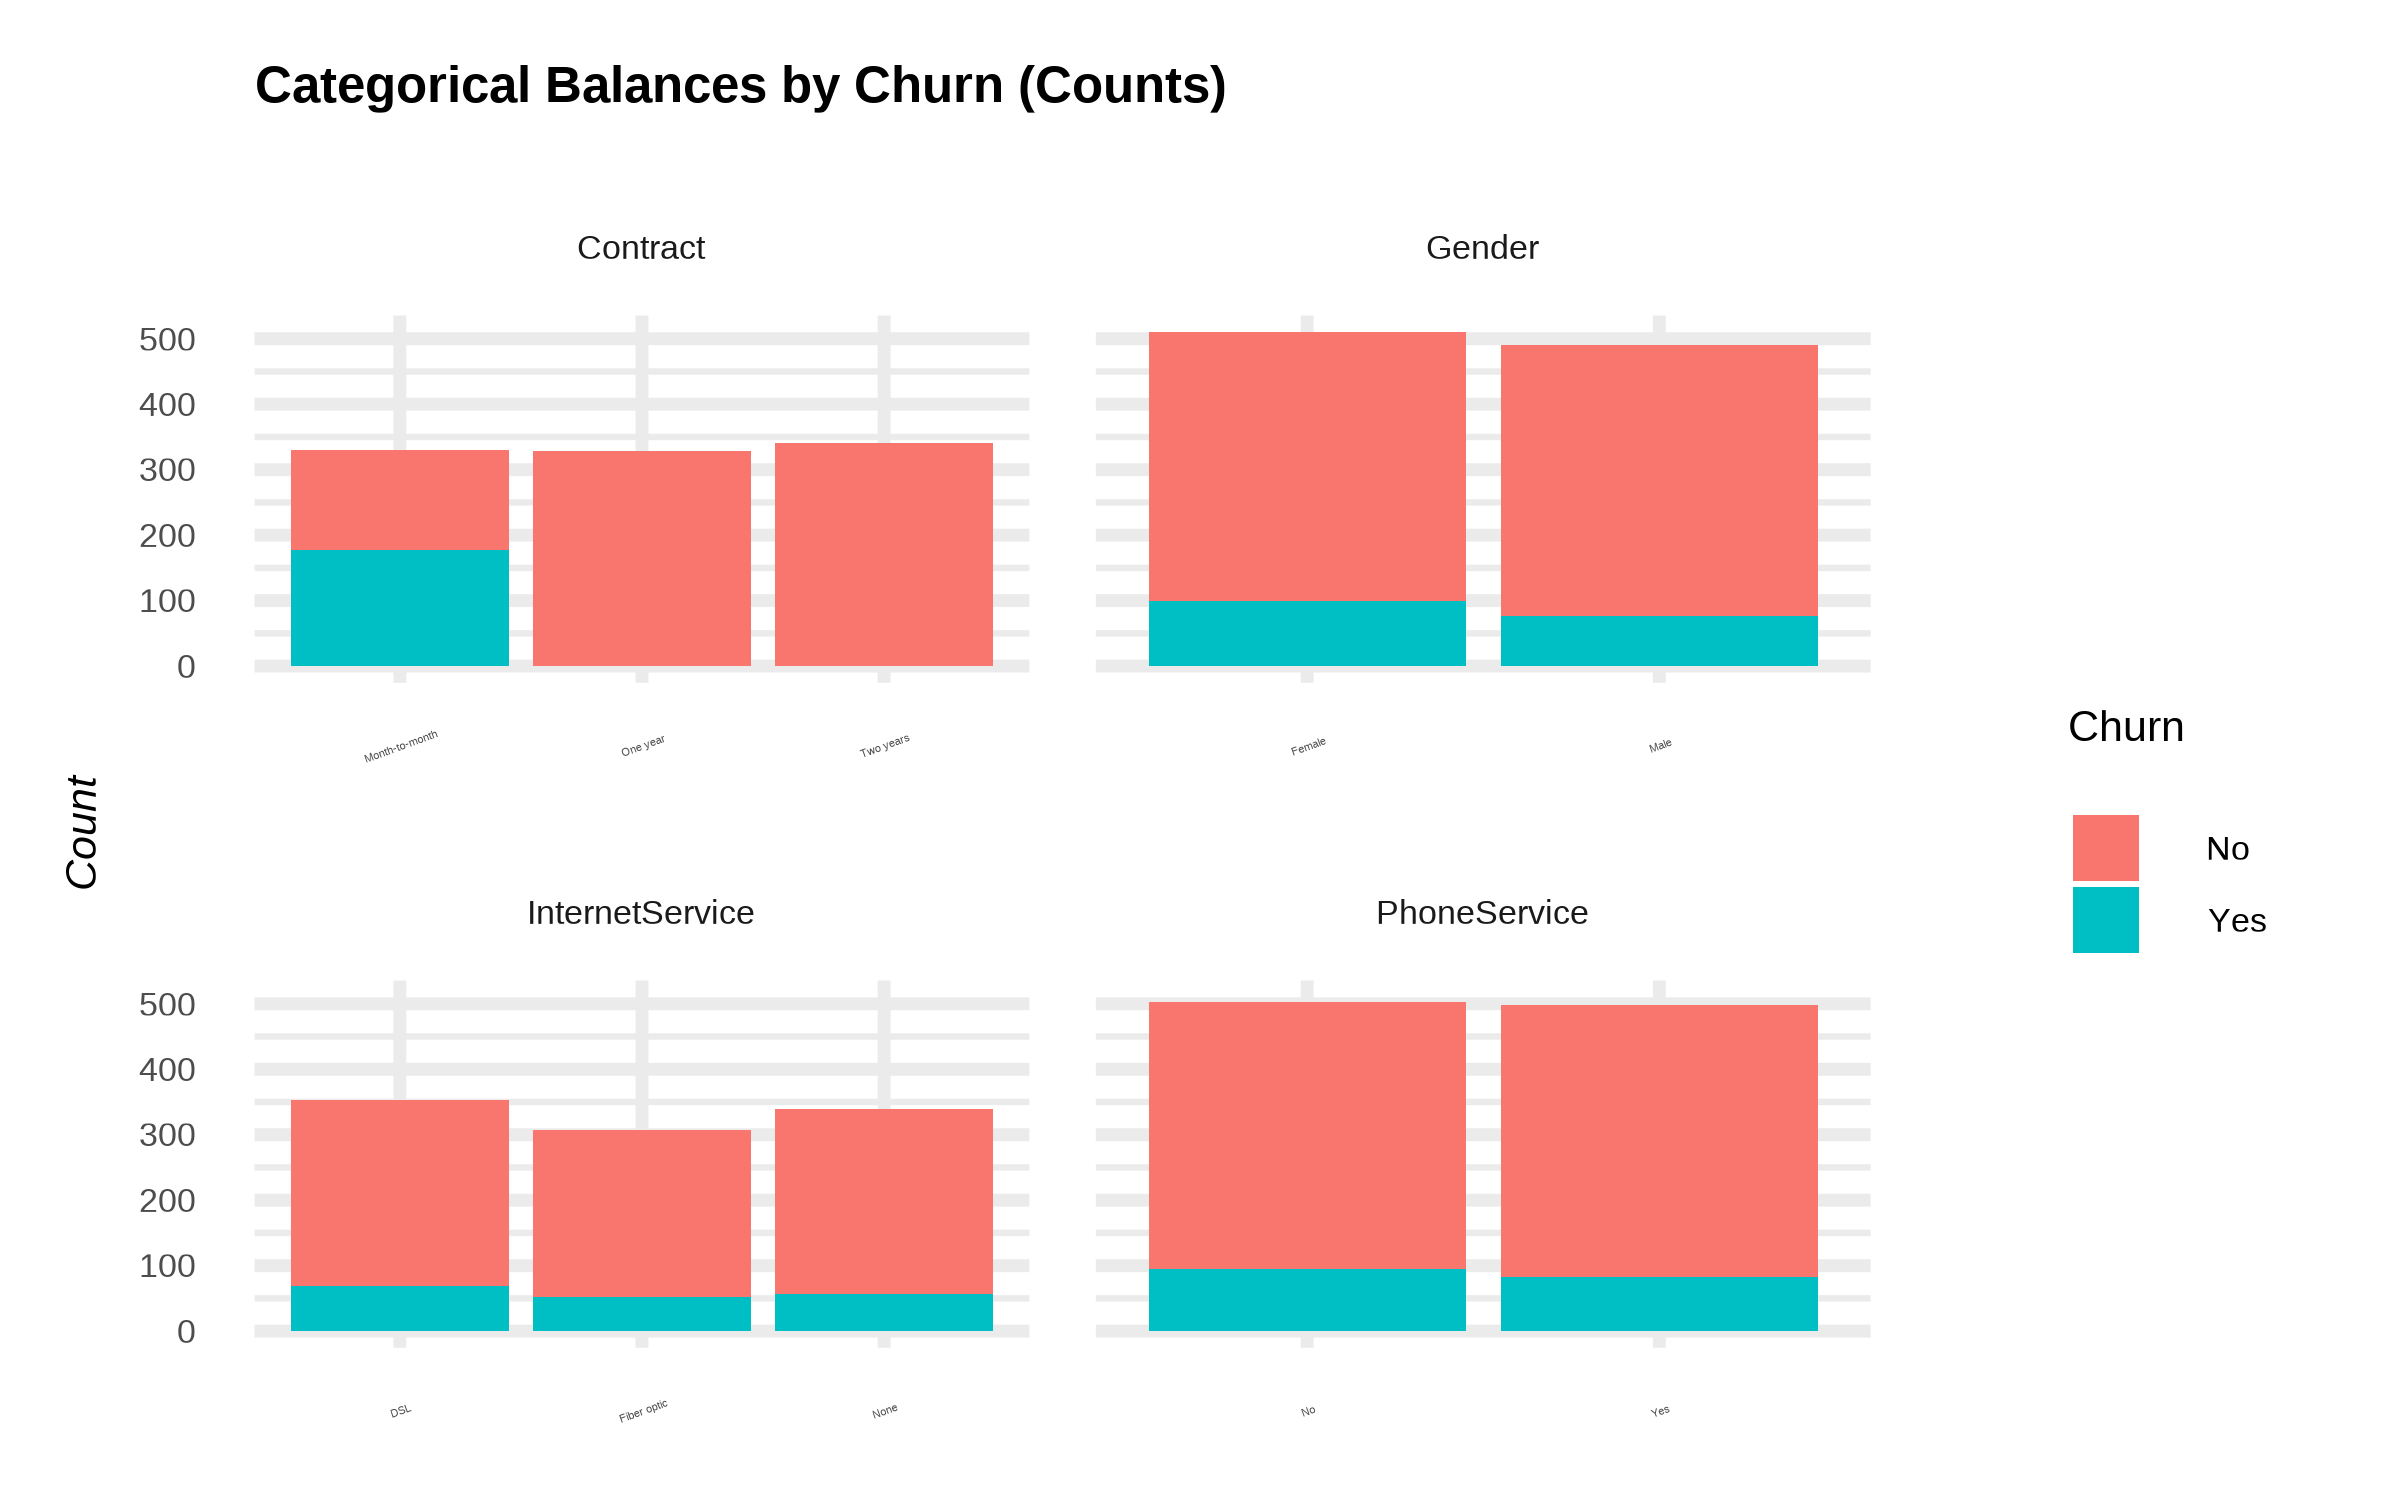 Categorical Balances by Churn (Counts)
Contract
Gender
500
400
300
200
100
0
Month-to-month
One year
Two years
Female
Male
Count
InternetService
PhoneService
500
400
300
200
100
0
DSL
Fiber optic
None
No
Yes
Churn
No
Yes